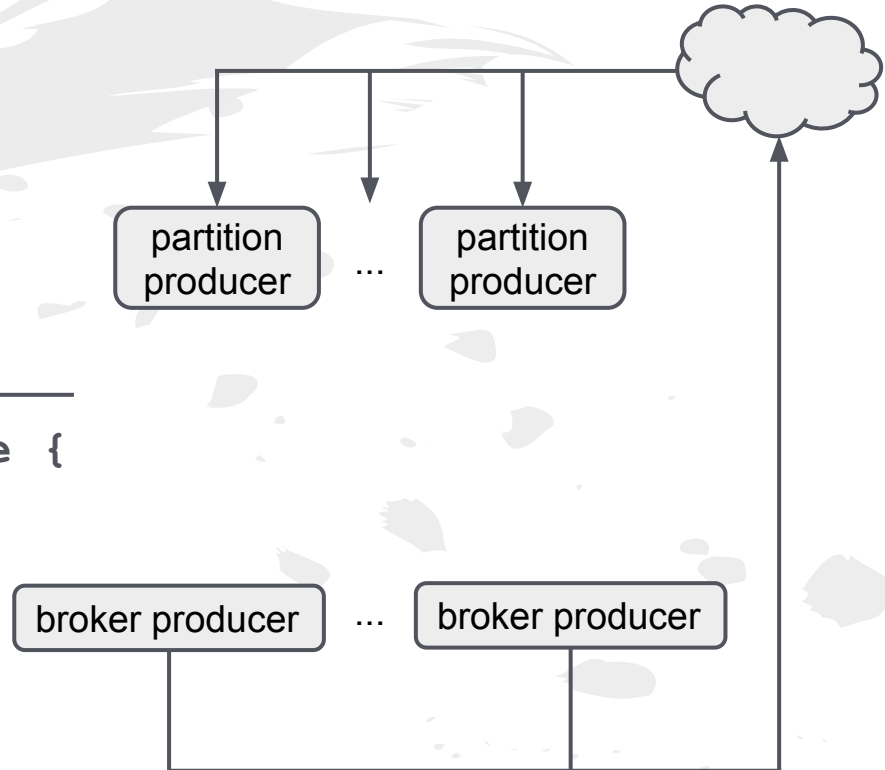 partition
producer
...
partition
producer
e {
broker producer
...
broker producer